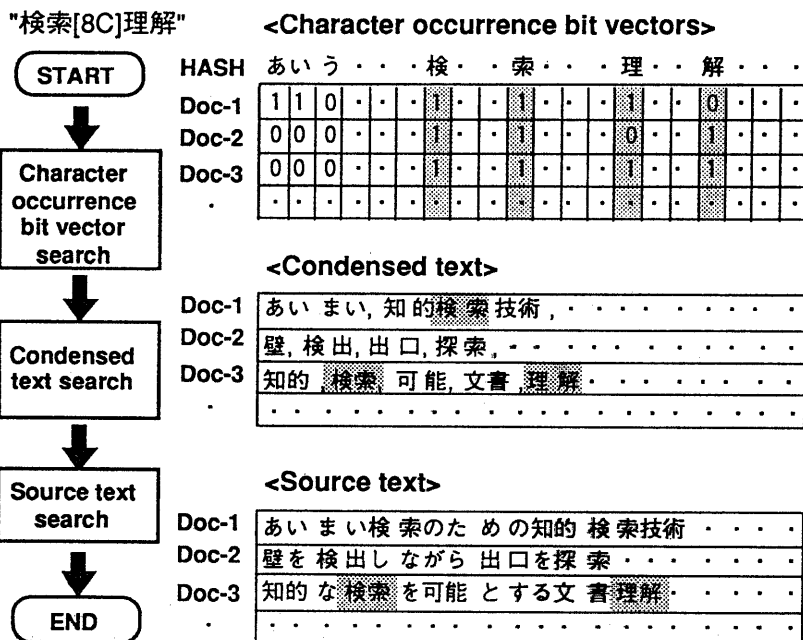 "検索[8C]理解"
START
Character
occurrence
bit vector
search
Condensed
text search
Source text
search
END
<Character occurrence bit vectors>
HASH あ い う ・ ・ ・ 検 ・ ・ 索 ・ ・ ・ 理 ・ ・ 解 ・ ・ ・
Doc-1 1 1 0 ・ ・ ・ 1 ・ ・ 1 ・ ・ ・ 1 ・ ・ 0 ・ ・
Doc-2 0 0 0 ・ ・ ・ 1 ・ ・ 1 ・ ・ ・ 0 ・ ・ 1 ・ ・
Doc-3 0 0 0 ・ ・ ・ 1 ・ ・ 1 ・ ・ ・ 1 ・ ・ 1 ・ ・
・ ・ ・ ・ ・ ・ ・ ・ ・ ・ ・ ・ ・ ・ ・ ・ ・ ・ ・ ・
<Condensed text>
Doc-1 あいまい, 知的検索技術, ・ ・ ・ ・ ・ ・ ・ ・
Doc-2 壁, 検出, 出口, 探索, ・ ・ ・ ・ ・ ・ ・ ・ ・ ・
Doc-3 知的, 検索, 可能, 文書, 理解 ・ ・ ・ ・ ・ ・ ・ ・
・ ・ ・ ・ ・ ・ ・ ・ ・ ・ ・ ・ ・ ・ ・ ・ ・ ・ ・
<Source text>
Doc-1 あいまい検索のための知的検索技術 ・ ・ ・ ・
Doc-2 壁を検出しながら出口を探索 ・ ・ ・ ・ ・ ・
Doc-3 知的な検索を可能とする文書理解 ・ ・ ・ ・ ・
・ ・ ・ ・ ・ ・ ・ ・ ・ ・ ・ ・ ・ ・ ・ ・ ・ ・ ・